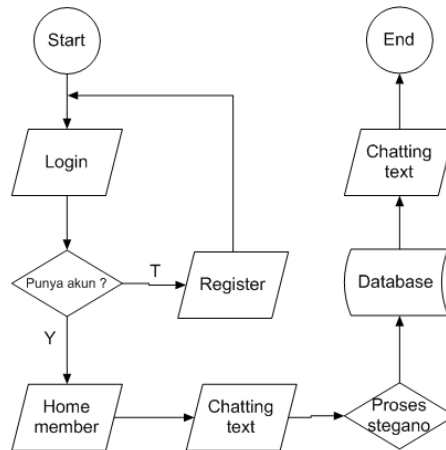 Start
End
Login
Chatting
text
Punya akun ?
T
Register
Database
Y
Home
member
Chatting
text
Proses
stegano